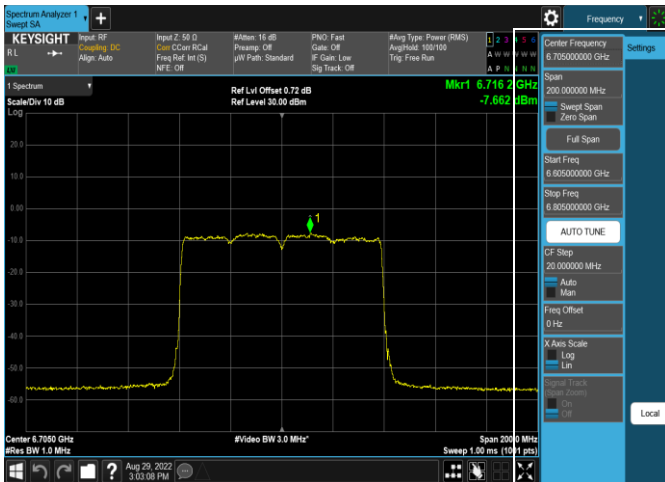 Spectrum Analyzer 1
Swept SA
Frequency
KEYSIGHT
RL
LV
Input: RF
Coupling: DC
Align: Auto
Input Z: 50 Ω
Corr CCorr RCal
Freq Ref: Int (S)
NFE: Off
#Atten: 16 dB
Preamp: Off
µW Path: Standard
PNO: Fast
Gate: Off
IF Gain: Low
Sig Track: Off
#Avg Type: Power (RMS)
Avg|Hold: 100/100
Trig: Free Run
1 Spectrum
Scale/Div 10 dB
Log
Ref Lvl Offset 0.72 dB
Ref Level 30.00 dBm
Mkr1 6.716 2 GHz
-7.662 dBm
1
20.0
10.0
0.00
-10.0
-20.0
-30.0
-40.0
-50.0
-60.0
Center 6.7050 GHz
#Res BW 1.0 MHz
#Video BW 3.0 MHz*
Span 200.0 MHz
Sweep 1.00 ms (1001 pts)
Aug 29, 2022
3:03:08 PM
Center Frequency
6.705000000 GHz
Settings
Span
200.000000 MHz
Swept Span
Zero Span
Full Span
Start Freq
6.605000000 GHz
Stop Freq
6.805000000 GHz
AUTO TUNE
CF Step
20.000000 MHz
Auto
Man
Freq Offset
0 Hz
X Axis Scale
Log
Lin
Signal Track
(Span Zoom)
On
Off
Local